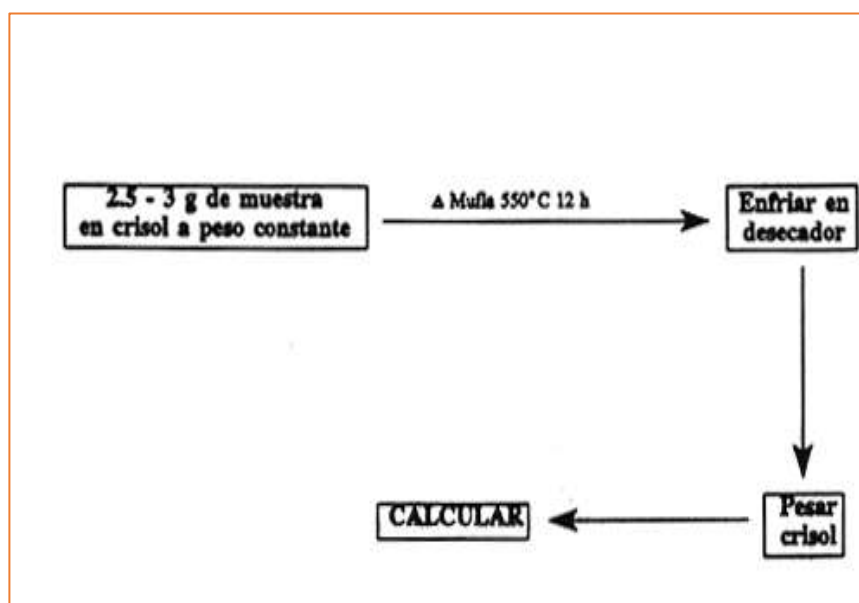 2.5 - 3 g de muestra
en crisol a peso constante
Δ Mufla 550°C 12 h
Enfriar en
desecador
Pesar
crisol
CALCULAR